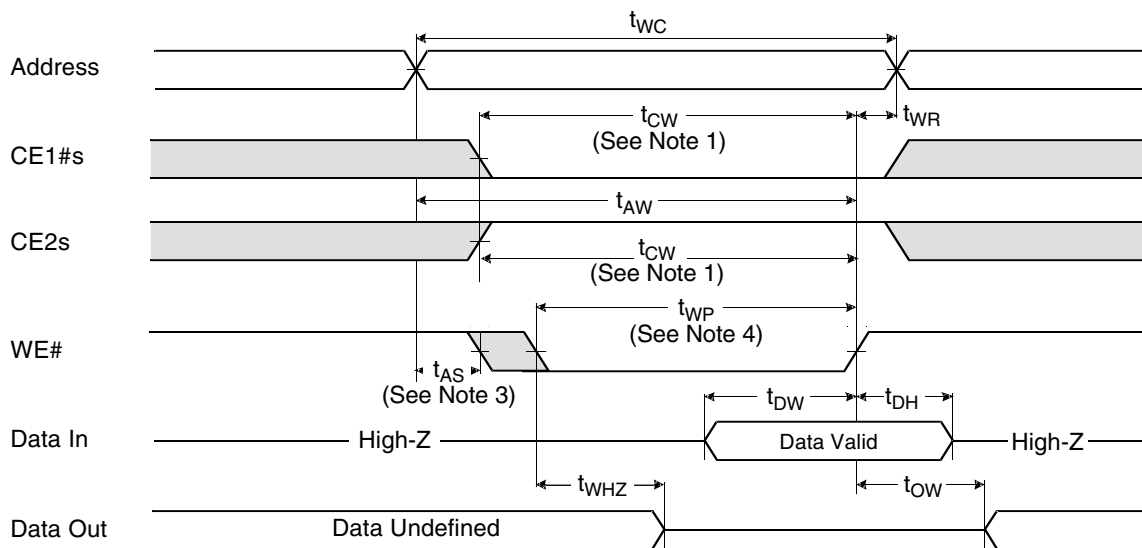 tWC
Address
tCW
(See Note 1)
tWR
CE1#s
tAW
CE2s
tCW
(See Note 1)
tWP
(See Note 4)
WE#
tAS
(See Note 3)
tDW
tDH
Data In
High-Z
Data Valid
High-Z
tWHZ
tOW
Data Out
Data Undefined